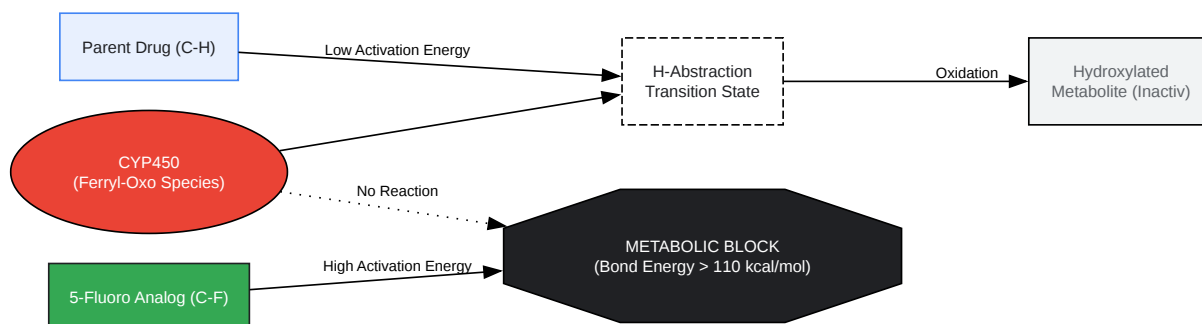 Parent Drug (C-H)
Low Activation Energy
H-Abstraction
Transition State
Oxidation
Hydroxylated
Metabolite (Inactiv)
CYP450
(Ferryl-Oxo Species)
No Reaction
METABOLIC BLOCK
(Bond Energy > 110 kcal/mol)
High Activation Energy
5-Fluoro Analog (C-F)